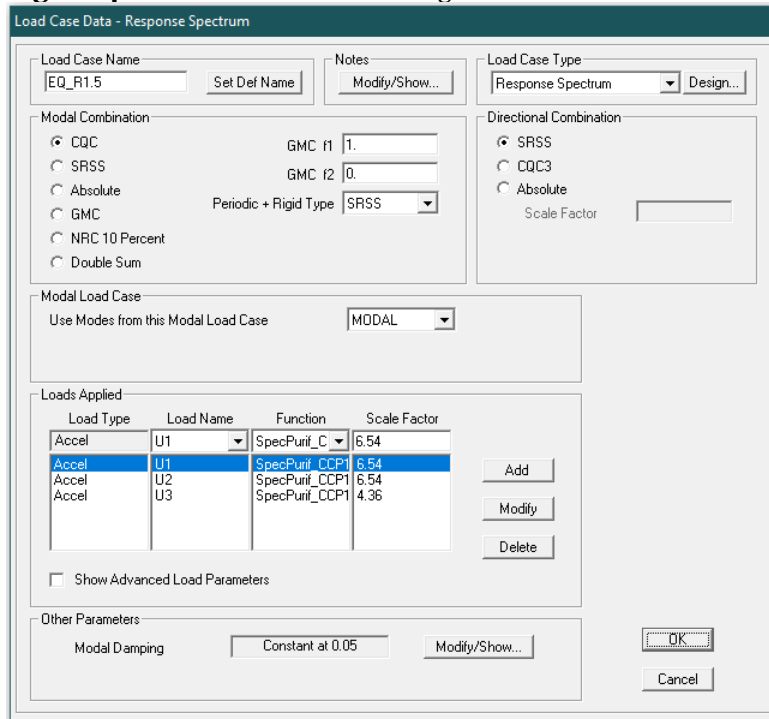 Load Case Data - Response Spectrum
Load Case Name
EQ_R1.5
Set Def Name
Notes
Modify/Show...
Load Case Type
Response Spectrum
Design...
Modal Combination
CQC
SRSS
Absolute
GMC
NRC 10 Percent
Double Sum
GMC f1 1.
GMC f2 0.
Periodic + Rigid Type SRSS
Directional Combination
SRSS
CQC3
Absolute
Scale Factor
Modal Load Case
Use Modes from this Modal Load Case MODAL
Loads Applied
Load Type Load Name Function Scale Factor
Accel U1 SpecPurif_C 6.54
Accel U1 SpecPurif_CCP1 6.54
Accel U2 SpecPurif_CCP1 6.54
Accel U3 SpecPurif_CCP1 4.36
Add
Modify
Delete
Show Advanced Load Parameters
Other Parameters
Modal Damping Constant at 0.05 Modify/Show...
OK
Cancel